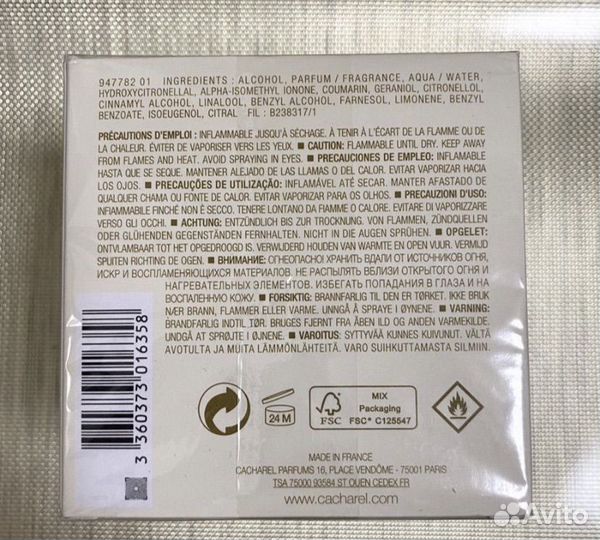 947782 01 INGREDIENTS : ALCOHOL, PARFUM / FRAGRANCE, AQUA / WATER,
HYDROXYCITRONELLAL, ALPHA-ISOMETHYL IONONE, COUMARIN, GERANIOL, CITRONELLOL,
CINNAMYL ALCOHOL, LINALOOL, BENZYL ALCOHOL, FARNESOL, LIMONENE, BENZYL
BENZOATE, ISOEUGENOL, CITRAL FIL : B238317/1
PRÉCAUTIONS D'EMPLOI : INFLAMMABLE JUSQU'À SÉCHAGE. À TENIR À L'ÉCART DE LA FLAMME OU DE
LA CHALEUR. ÉVITER DE VAPORISER VERS LES YEUX. ■ CAUTION: FLAMMABLE UNTIL DRY. KEEP AWAY
FROM FLAMES AND HEAT. AVOID SPRAYING IN EYES. ■ PRECAUCIONES DE EMPLEO: INFLAMABLE
HASTA QUE SE SEQUE. MANTENER ALEJADO DE LAS LLAMAS O DEL CALOR. EVITAR VAPORIZAR HACIA
LOS OJOS. ■ PRECAUÇÕES DE UTILIZAÇÃO: INFLAMÁVEL ATÉ SECAR. MANTER AFASTADO DE
QUALQUER CHAMA OU FONTE DE CALOR. EVITAR VAPORIZAR PARA OS OLHOS. ■ PRECAUZIONI D'USO:
INFIAMMABILE FINCHÉ NON È SECCO. TENERE LONTANO DA FIAMME O CALORE. EVITARE DI VAPORIZZARE
VERSO GLI OCCHI. ■ ACHTUNG: ENTZÜNDLICH BIS ZUR TROCKNUNG. VON FLAMMEN, ZÜNDQUELLEN
ODER GLÜHENDEN GEGENSTÄNDEN FERNHALTEN. NICHT IN DIE AUGEN SPRÜHEN. ■ OPGELET:
ONTVLAMBAAR TOT HET OPGEDROOGD IS. VERWIJDERD HOUDEN VAN WARMTE EN OPEN VUUR. VERMIJD
SPUITEN RICHTING DE OGEN. ■ ВНИМАНИЕ: ОГНЕОПАСНО! ХРАНИТЬ ВДАЛИ ОТ ИСТОЧНИКОВ ОГНЯ,
ИСКР И ВОСПЛАМЕНЯЮЩИХСЯ МАТЕРИАЛОВ. НЕ РАСПЫЛЯТЬ ВБЛИЗИ ОТКРЫТОГО ОГНЯ И
НАГРЕВАТЕЛЬНЫХ ЭЛЕМЕНТОВ. ИЗБЕГАТЬ ПОПАДАНИЯ В ГЛАЗА И НА
ВОСПАЛЕННУЮ КОЖУ. ■ FORSIKTIG: BRANNFARLIG TIL DEN ER TØRKET. IKKE BRUK
NÆR BRANN, FLAMMER ELLER VARME. UNNGÅ Å SPRAYE I ØYNENE. ■ VARNING:
BRANDFARLIG INDTIL TØR. BRUGES FJERNT FRA ÅBEN ILD OG ANDEN VARMEKILDE.
UNDGÅ AT SPRØJTE I ØJNENE. ■ VAROITUS: SYTTYVÄÄ KUNNES KUIVUNUT. VÄLTÄ
AVOTULTA JA MUITA LÄMMÖNLÄHTEITÄ. VARO SUIHKUTTAMASTA SILMIIN.
3 360373 016358
24 M
FSC
MIX
Packaging
FSC® C125547
MADE IN FRANCE
CACHAREL PARFUMS 16, PLACE VENDÔME - 75001 PARIS
TSA 75000 93584 ST OUEN CEDEX.FR
www.cacharel.com
Avito